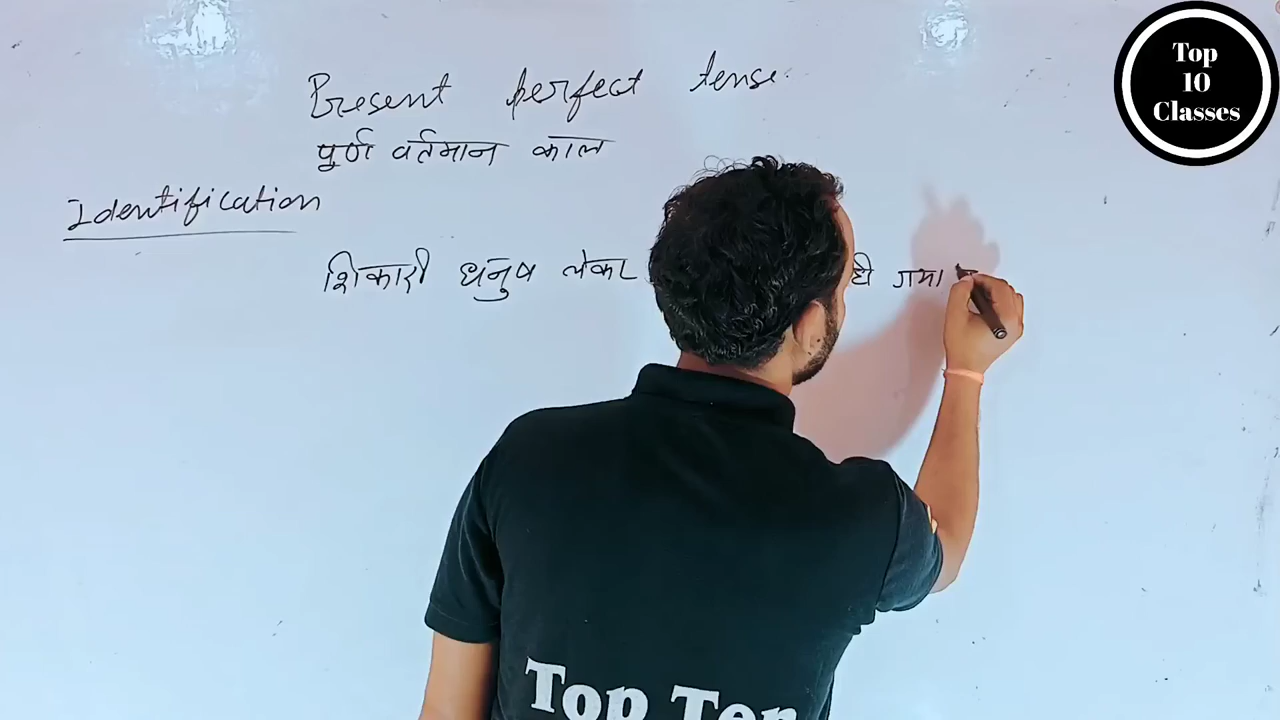 Present perfect tense.
पूर्ण वर्तमान काल
Identification
शिकारी धनुष लेकर ही गया
Top
10
Classes
Top Ten